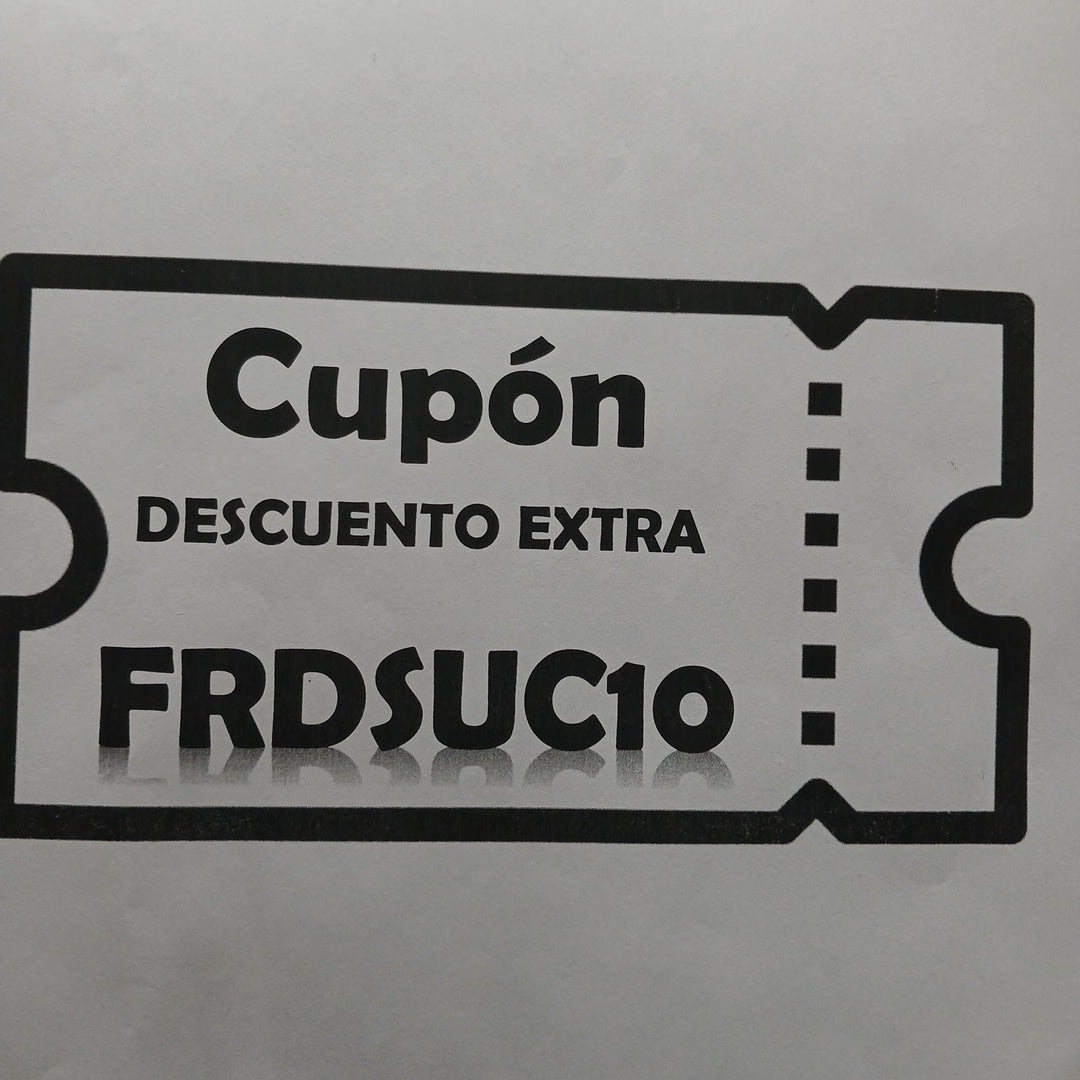 Cupón
DESCUENTO EXTRA
FRDSUC10